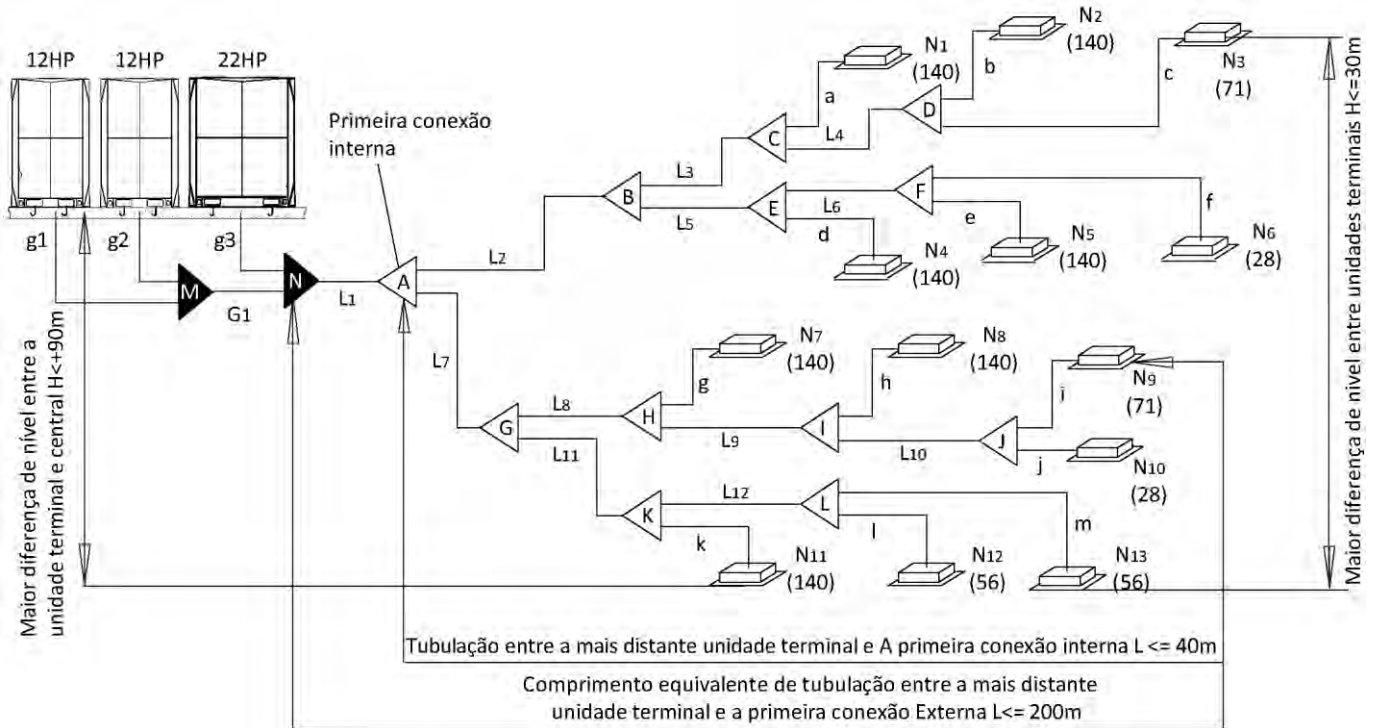 12HP
12HP
22HP
Primeira conexão
interna
g1
g2
g3
M
G1
N
L1
A
L2
L7
B
L3
L5
C
a
L4
D
b
c
N1
(140)
N2
(140)
N3
(71)
E
L6
d
F
e
f
N4
(140)
N5
(140)
N6
(28)
G
L8
L11
H
g
L9
I
h
L10
J
i
j
N7
(140)
N8
(140)
N9
(71)
N10
(28)
K
L12
k
L
l
m
N11
(140)
N12
(56)
N13
(56)
Maior diferença de nível entre a
unidade terminal e central H<+90m
Maior diferença de nível entre unidades terminais H<=30m
Tubulação entre a mais distante unidade terminal e A primeira conexão interna L <= 40m
Comprimento equivalente de tubulação entre a mais distante
unidade terminal e a primeira conexão Externa L<= 200m